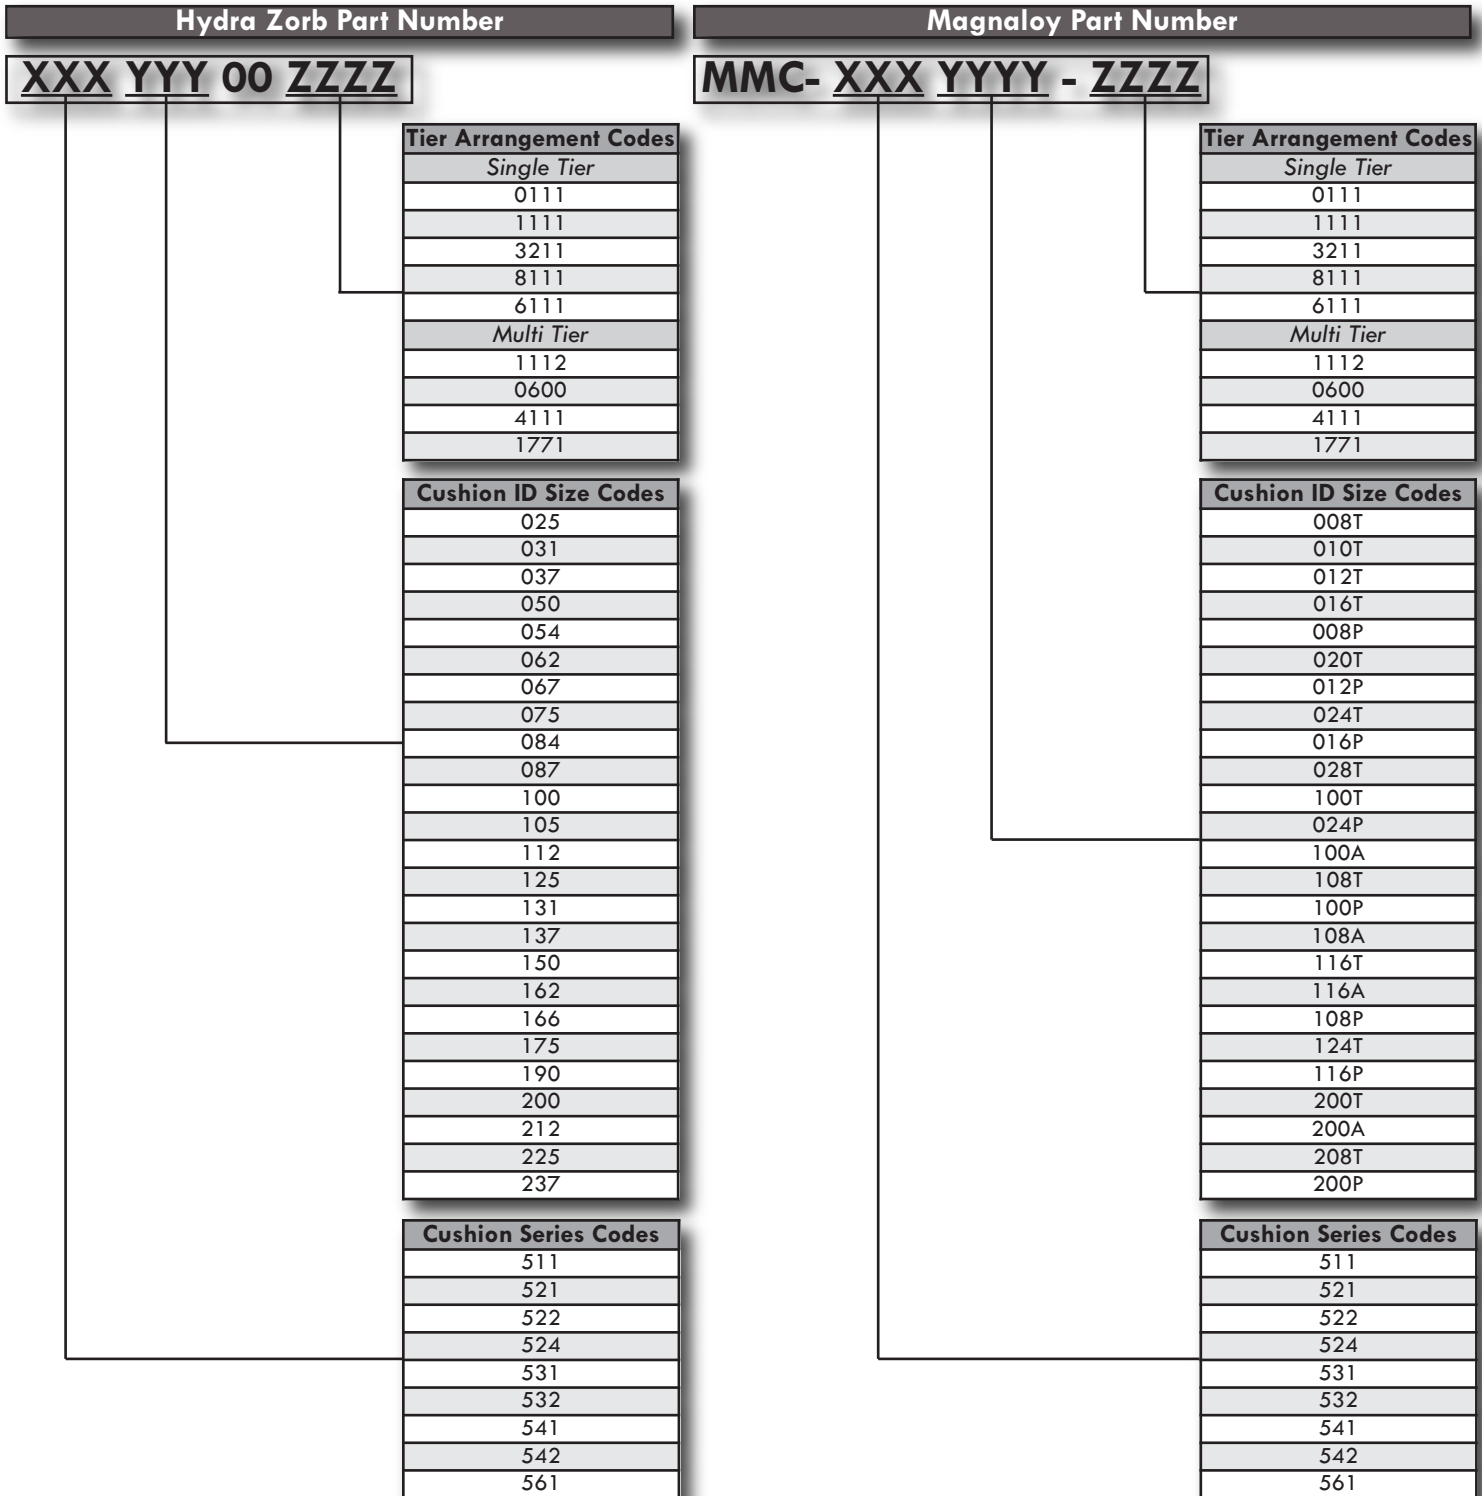 Hydra Zorb Part Number
XXX YYY 00 ZZZZ
Tier Arrangement Codes
Single Tier
0111
1111
3211
8111
6111
Multi Tier
1112
0600
4111
1771
Cushion ID Size Codes
025
031
037
050
054
062
067
075
084
087
100
105
112
125
131
137
150
162
166
175
190
200
212
225
237
Cushion Series Codes
511
521
522
524
531
532
541
542
561
Magnaloy Part Number
MMC- XXX YYYY - ZZZZ
Tier Arrangement Codes
Single Tier
0111
1111
3211
8111
6111
Multi Tier
1112
0600
4111
1771
Cushion ID Size Codes
008T
010T
012T
016T
008P
020T
012P
024T
016P
028T
100T
024P
100A
108T
100P
108A
116T
116A
108P
124T
116P
200T
200A
208T
200P
Cushion Series Codes
511
521
522
524
531
532
541
542
561